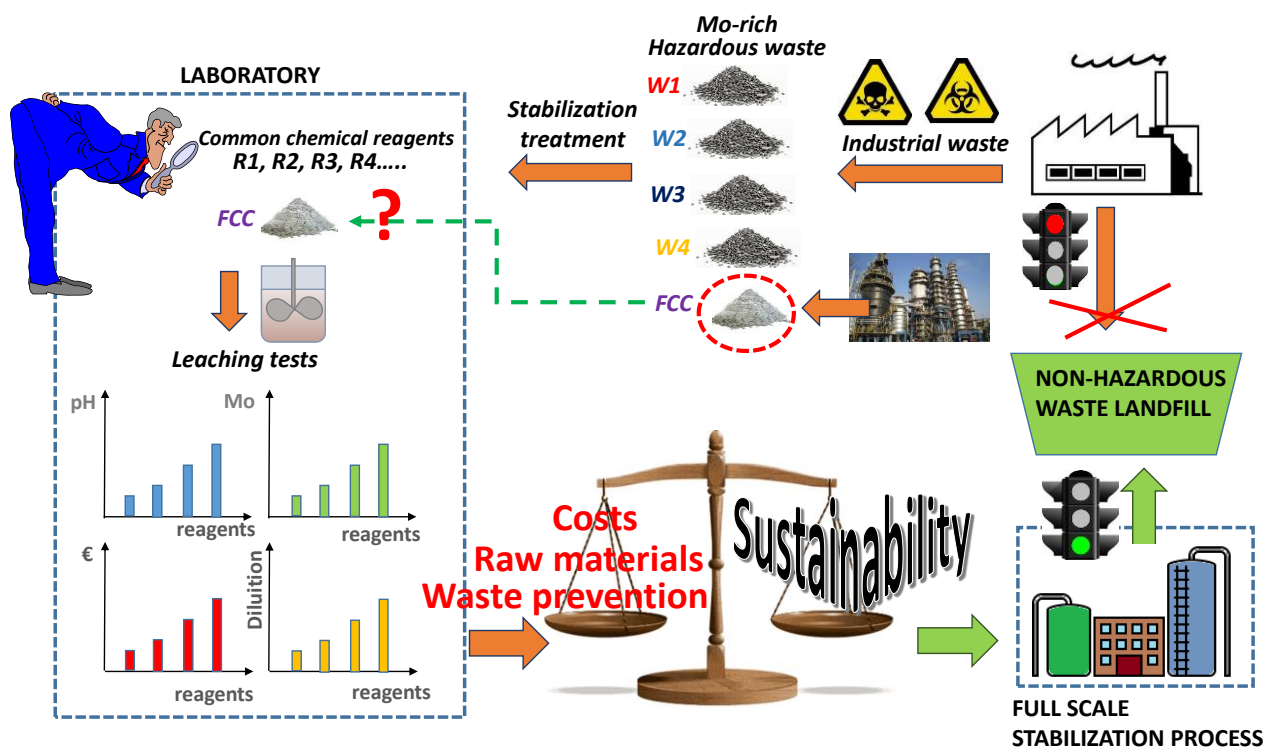 Mo-rich
Hazardous waste
LABORATORY
W1
Stabilization
treatment
Common chemical reagents
R1, R2, R3, R4.....
W2
Industrial waste
W3
FCC
?
W4
FCC
Leaching tests
pH
Mo
reagents
reagents
NON-HAZARDOUS
WASTE LANDFILL
€
Dilution
reagents
reagents
Costs
Raw materials
Waste prevention
Sustainability
FULL SCALE
STABILIZATION PROCESS